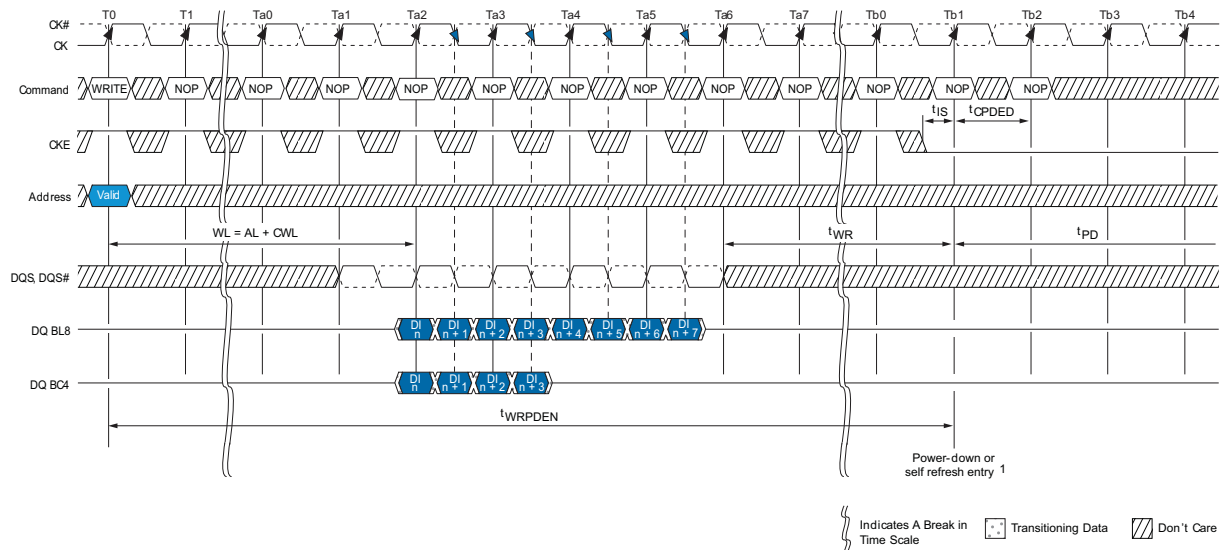 T0 T1 Ta0 Ta1 Ta2 Ta3 Ta4 Ta5 Ta6 Ta7 Tb0 Tb1 Tb2 Tb3 Tb4
CK#
CK
Command WRITE NOP NOP NOP NOP NOP NOP NOP NOP NOP NOP NOP NOP
tIS tCPDED
CKE
Address Valid
WL = AL + CWL tWR tPD
DQS, DQS#
DQ BL8 DI n DI n + 1 DI n + 2 DI n + 3 DI n + 4 DI n + 5 DI n + 6 DI n + 7
DQ BC4 DI n DI n + 1 DI n + 2 DI n + 3
tWRPDEN
Power-down or
self refresh entry 1
Indicates A Break in
Time Scale
Transitioning Data
Don't Care